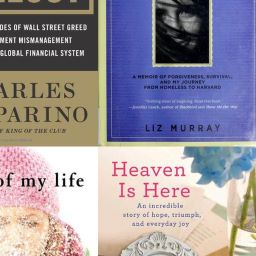 DES OF WALL STREET GREED
MENT MISMANAGEMENT
GLOBAL FINANCIAL SYSTEM
ARLES
PARINO
KING OF THE CLUB
A MEMOIR OF FORGIVENESS, SURVIVAL,
AND MY JOURNEY
FROM HOMELESS TO HARVARD
LIZ MURRAY
of my life
Heaven
Is Here
An incredible
story of hope, triumph,
and everyday joy